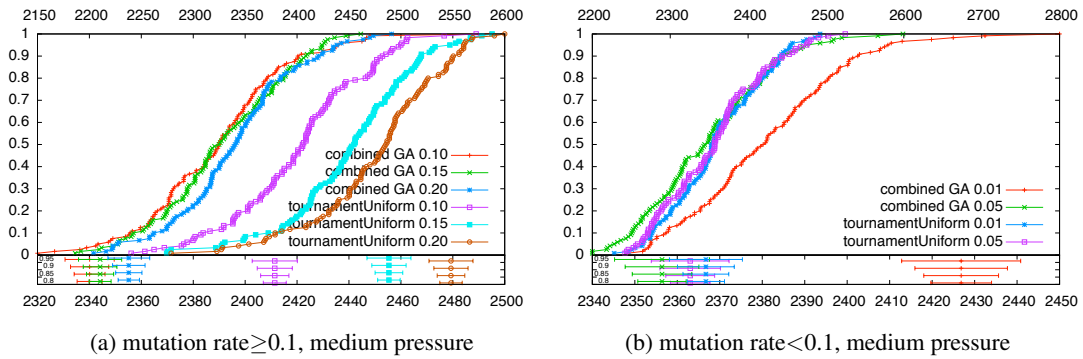 2150 2200 2250 2300 2350 2400 2450 2500 2550 2600
1
0.9
0.8
0.7
0.6
0.5
0.4
0.3
0.2
0.1
0
combined GA 0.10
combined GA 0.15
combined GA 0.20
tournamentUniform 0.10
tournamentUniform 0.15
tournamentUniform 0.20
0.95
0.9
0.85
0.8
2320 2340 2360 2380 2400 2420 2440 2460 2480 2500
(a) mutation rate≥0.1, medium pressure
2200 2300 2400 2500 2600 2700 2800
1
0.9
0.8
0.7
0.6
0.5
0.4
0.3
0.2
0.1
0
combined GA 0.01
combined GA 0.05
tournamentUniform 0.01
tournamentUniform 0.05
0.95
0.9
0.85
0.8
2340 2350 2360 2380 2390 2400 2410 2420 2430 2440 2450
(b) mutation rate<0.1, medium pressure